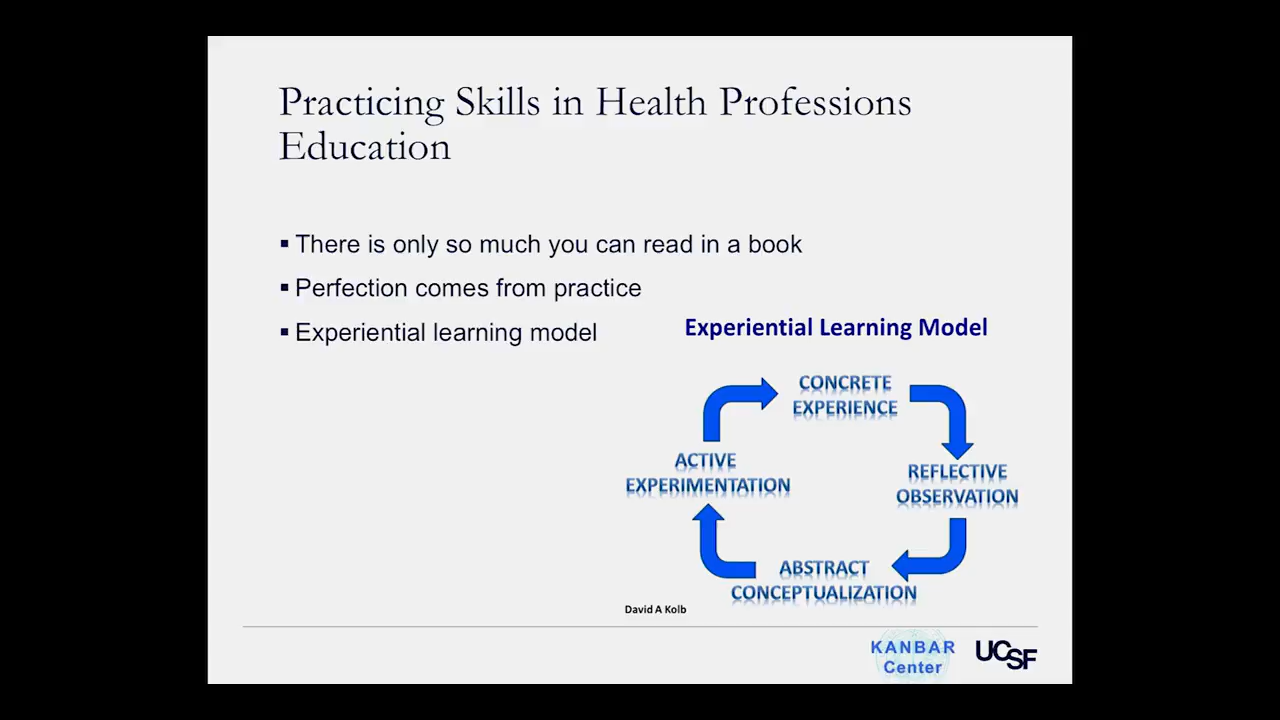 Practicing Skills in Health Professions
Education
▪ There is only so much you can read in a book
▪ Perfection comes from practice
▪ Experiential learning model
Experiential Learning Model
CONCRETE
EXPERIENCE
REFLECTIVE
OBSERVATION
ABSTRACT
CONCEPTUALIZATION
ACTIVE
EXPERIMENTATION
David A Kolb
KANBAR
Center
UCSF